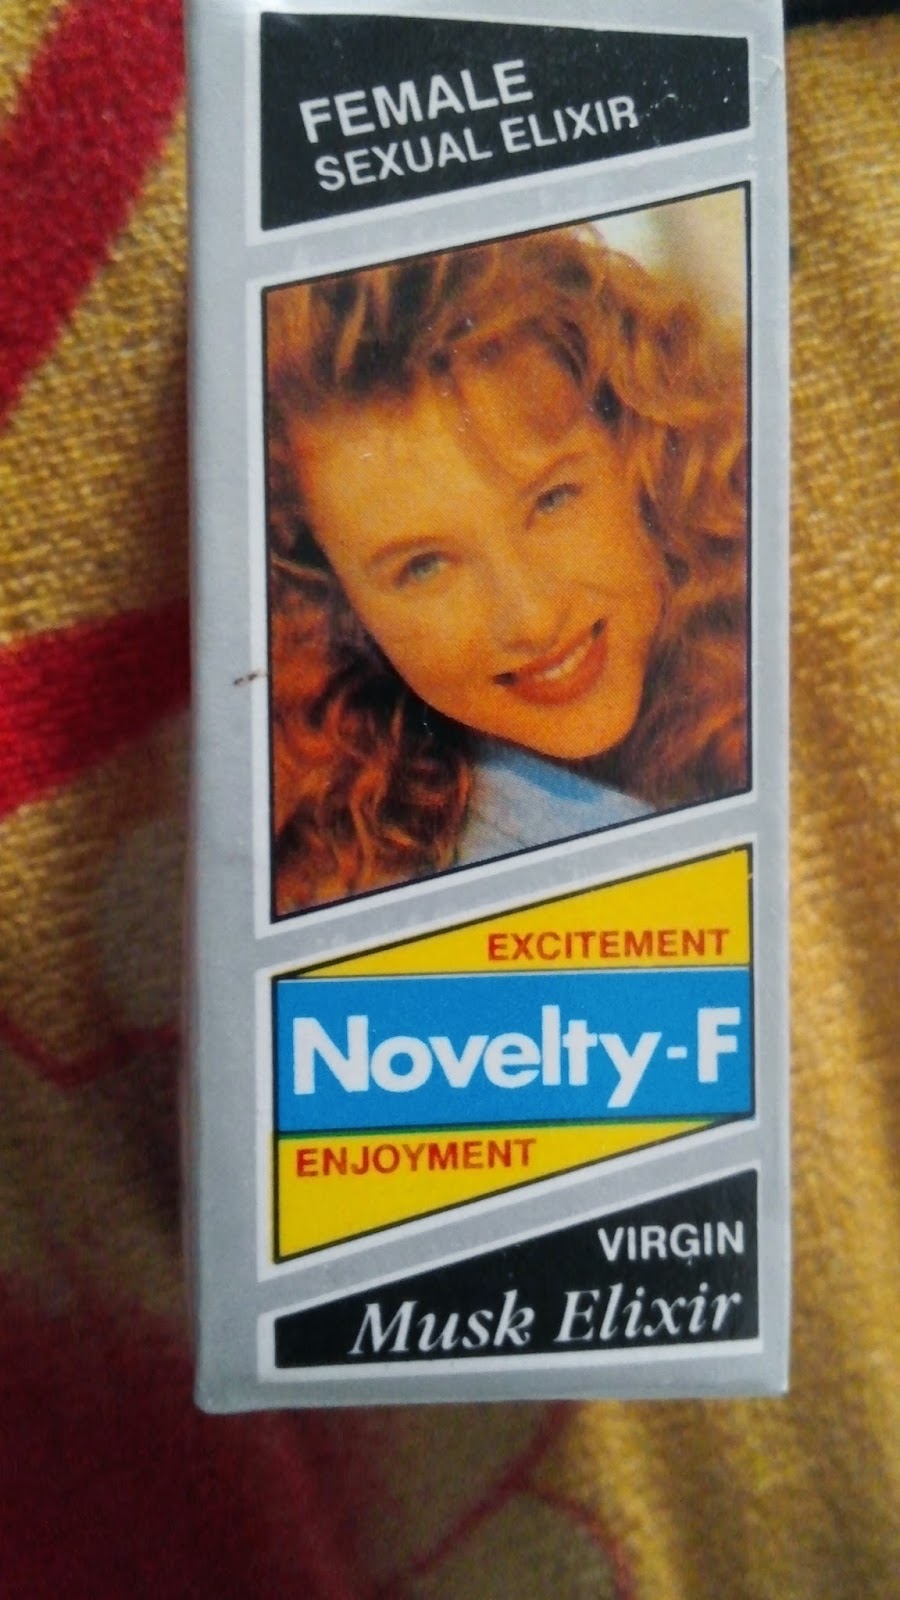 FEMALE
SEXUAL ELIXIR
EXCITEMENT
Novelty-F
ENJOYMENT
VIRGIN
Musk Elixir